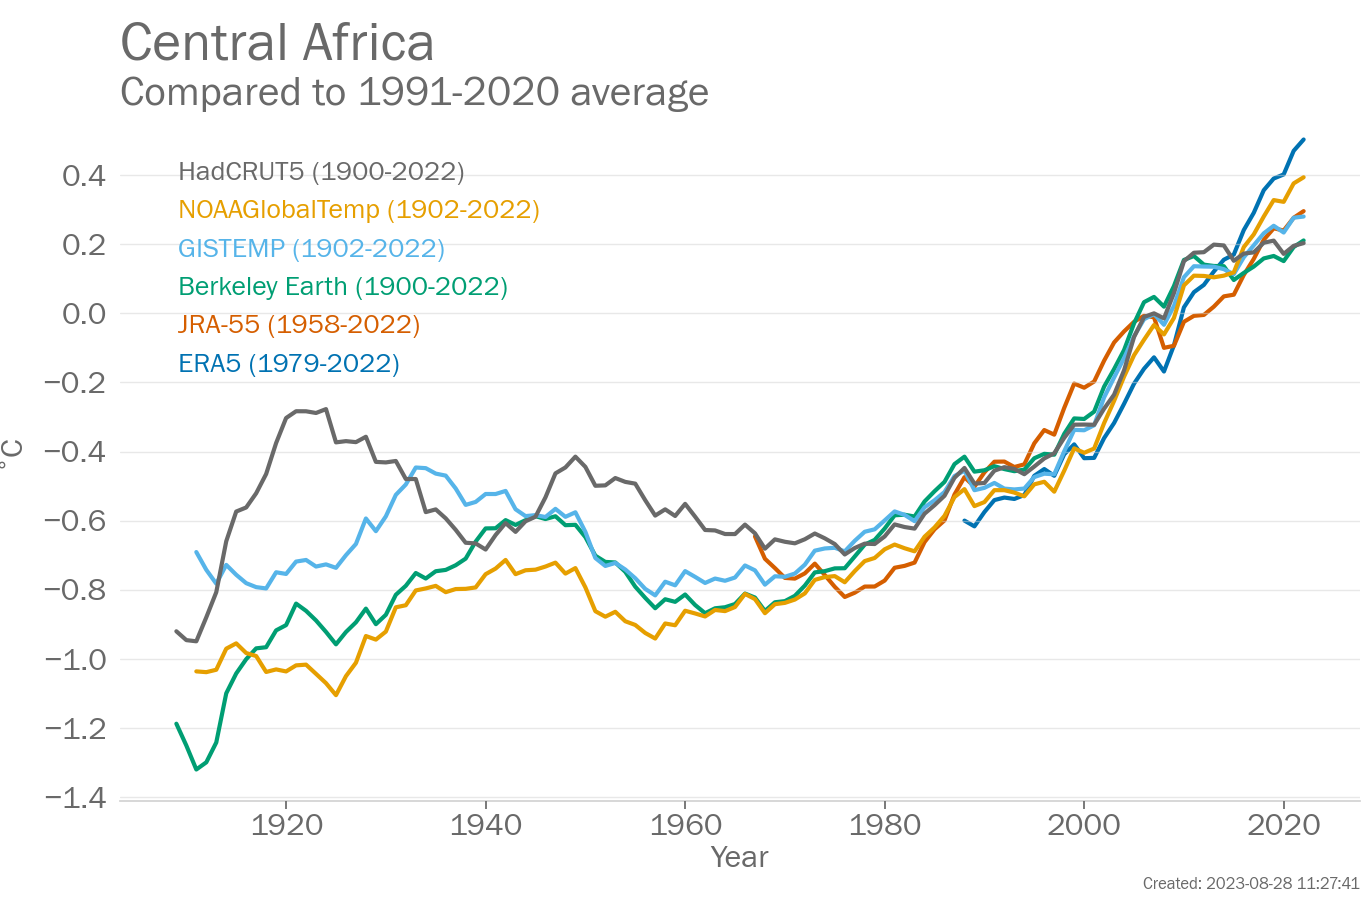 Central Africa
Compared to 1991-2020 average
HadCRUT5 (1900-2022)
NOAAGlobalTemp (1902-2022)
GISTEMP (1902-2022)
Berkeley Earth (1900-2022)
JRA-55 (1958-2022)
ERA5 (1979-2022)
0.4
0.2
0.0
−0.2
−0.4
−0.6
−0.8
−1.0
−1.2
−1.4
°C
1920 1940 1960 1980 2000 2020
Year
Created: 2023-08-28 11:27:41